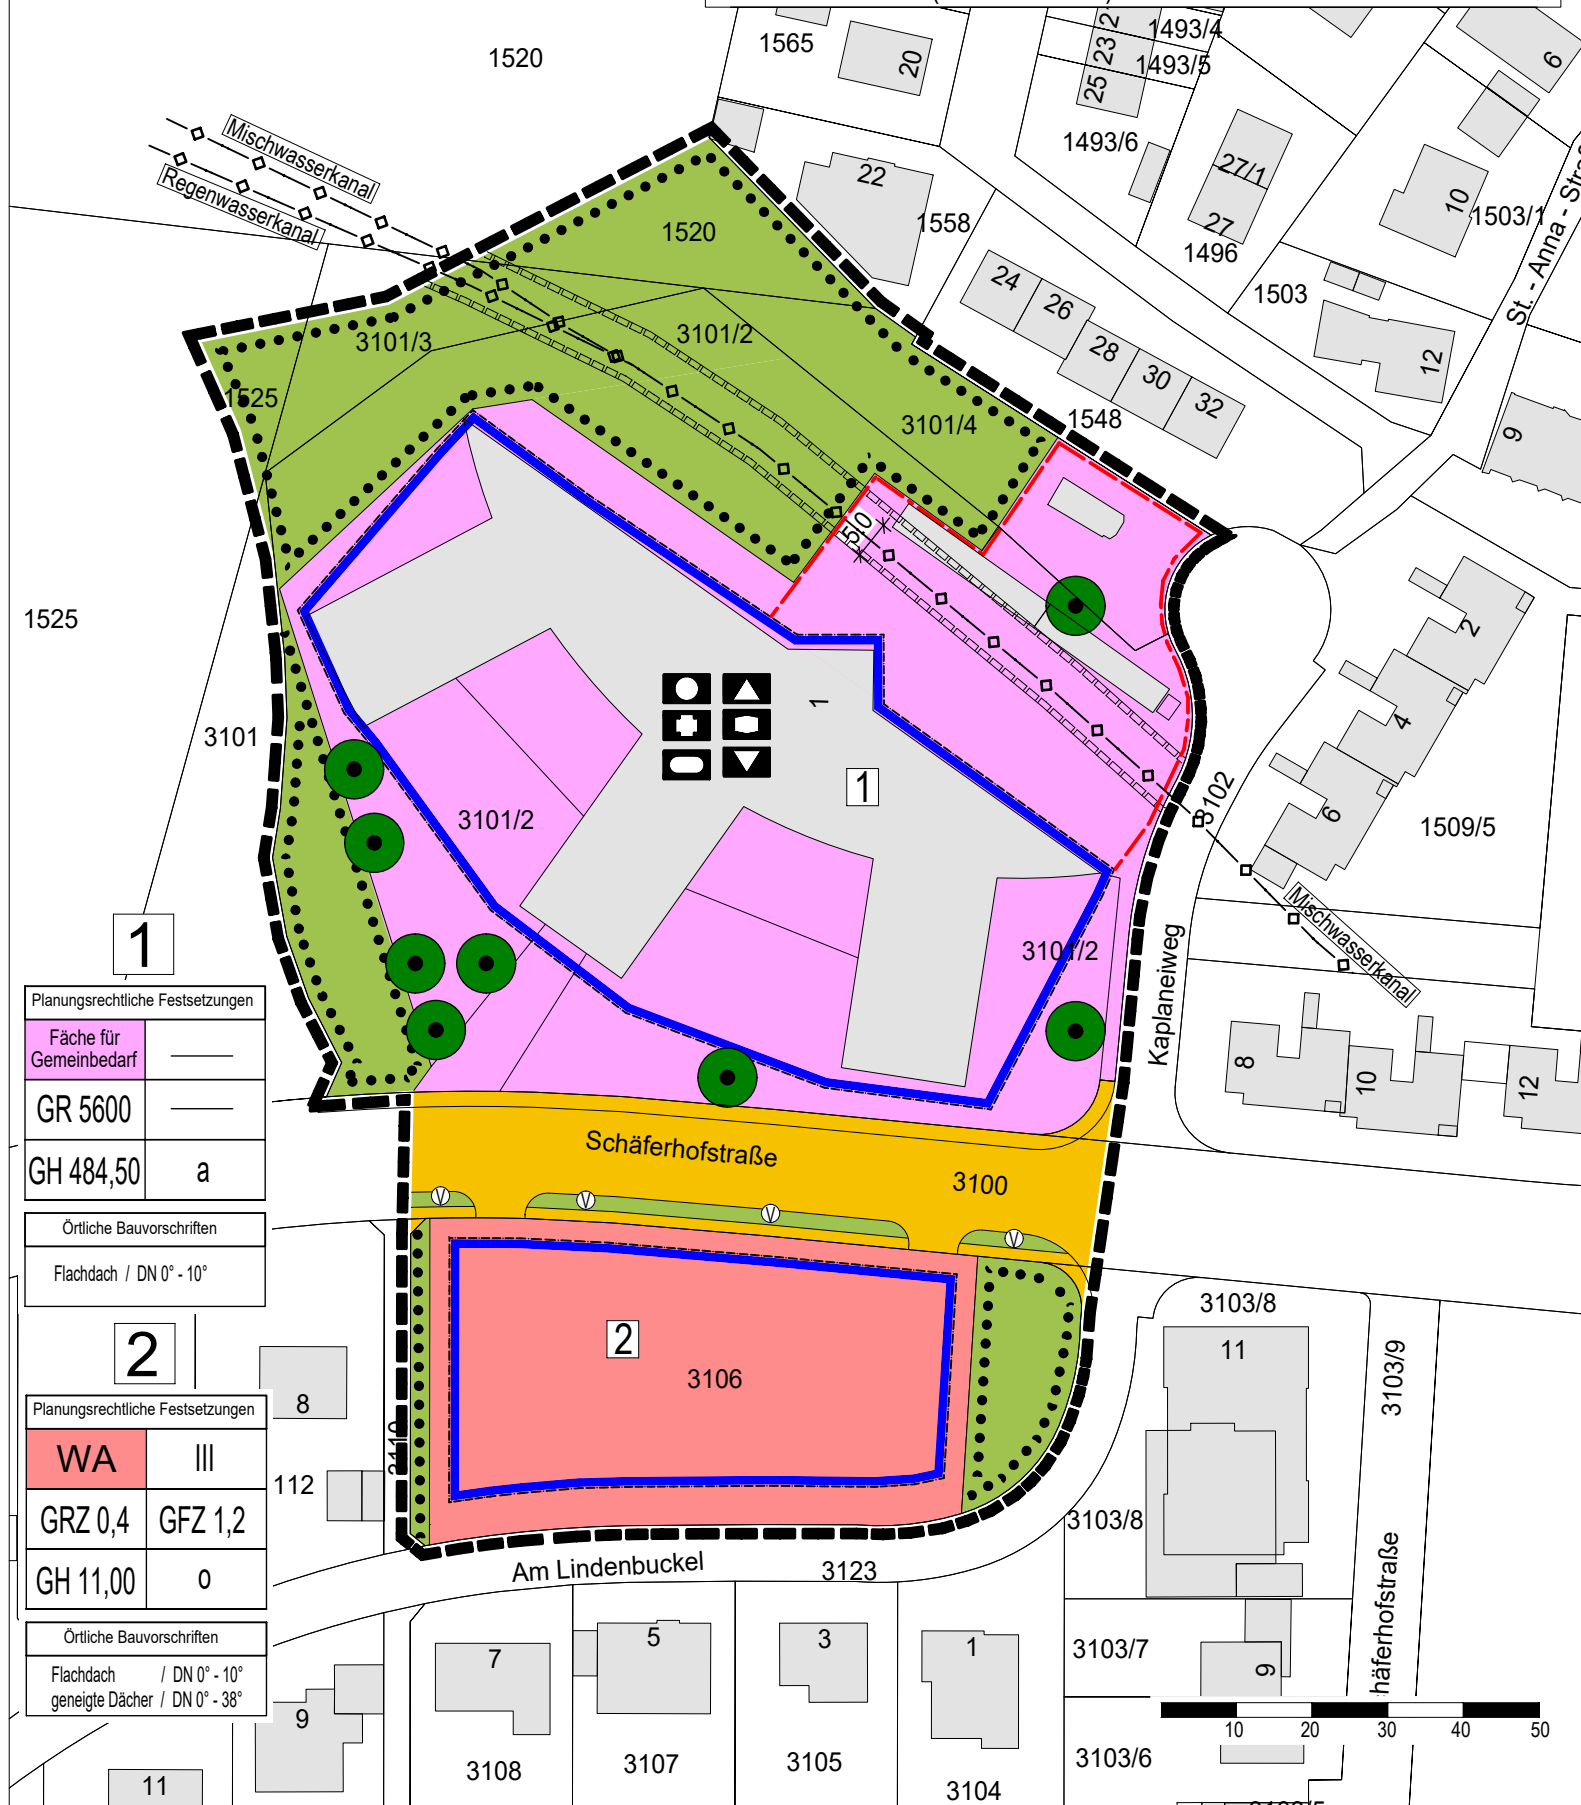 1520
1565
20
1493/4
23
1493/5
25
6
1493/6
Mischwasserkanal
Regenwasserkanal
22
27/1
27
10
1503/1
1520
1558
1496
St. - Anna - Str
24
26
1503
28
30
32
12
3101/3
3101/2
1525
3101/4
1548
9
5.0
1525
2
3101
1
4
1
3102
6
3101/2
1509/5
Mischwasserkanal
3101/2
Kaplaneiweg
8
10
12
1
Planungsrechtliche Festsetzungen
Fäche für
Gemeinbedarf
GR 5600
GH 484,50
a
Örtliche Bauvorschriften
Flachdach / DN 0° - 10°
Schäferhofstraße
3100
V
V
V
V
2
3106
3103/8
11
3103/9
2
8
3110
Planungsrechtliche Festsetzungen
WA
III
GRZ 0,4
GFZ 1,2
GH 11,00
o
112
3103/8
Örtliche Bauvorschriften
Flachdach / DN 0° - 10°
geneigte Dächer / DN 0° - 38°
Am Lindenbuckel
3123
häferhofstraße
7
5
3
1
3103/7
9
9
10
20
30
40
50
3108
3107
3105
3104
3103/6
11